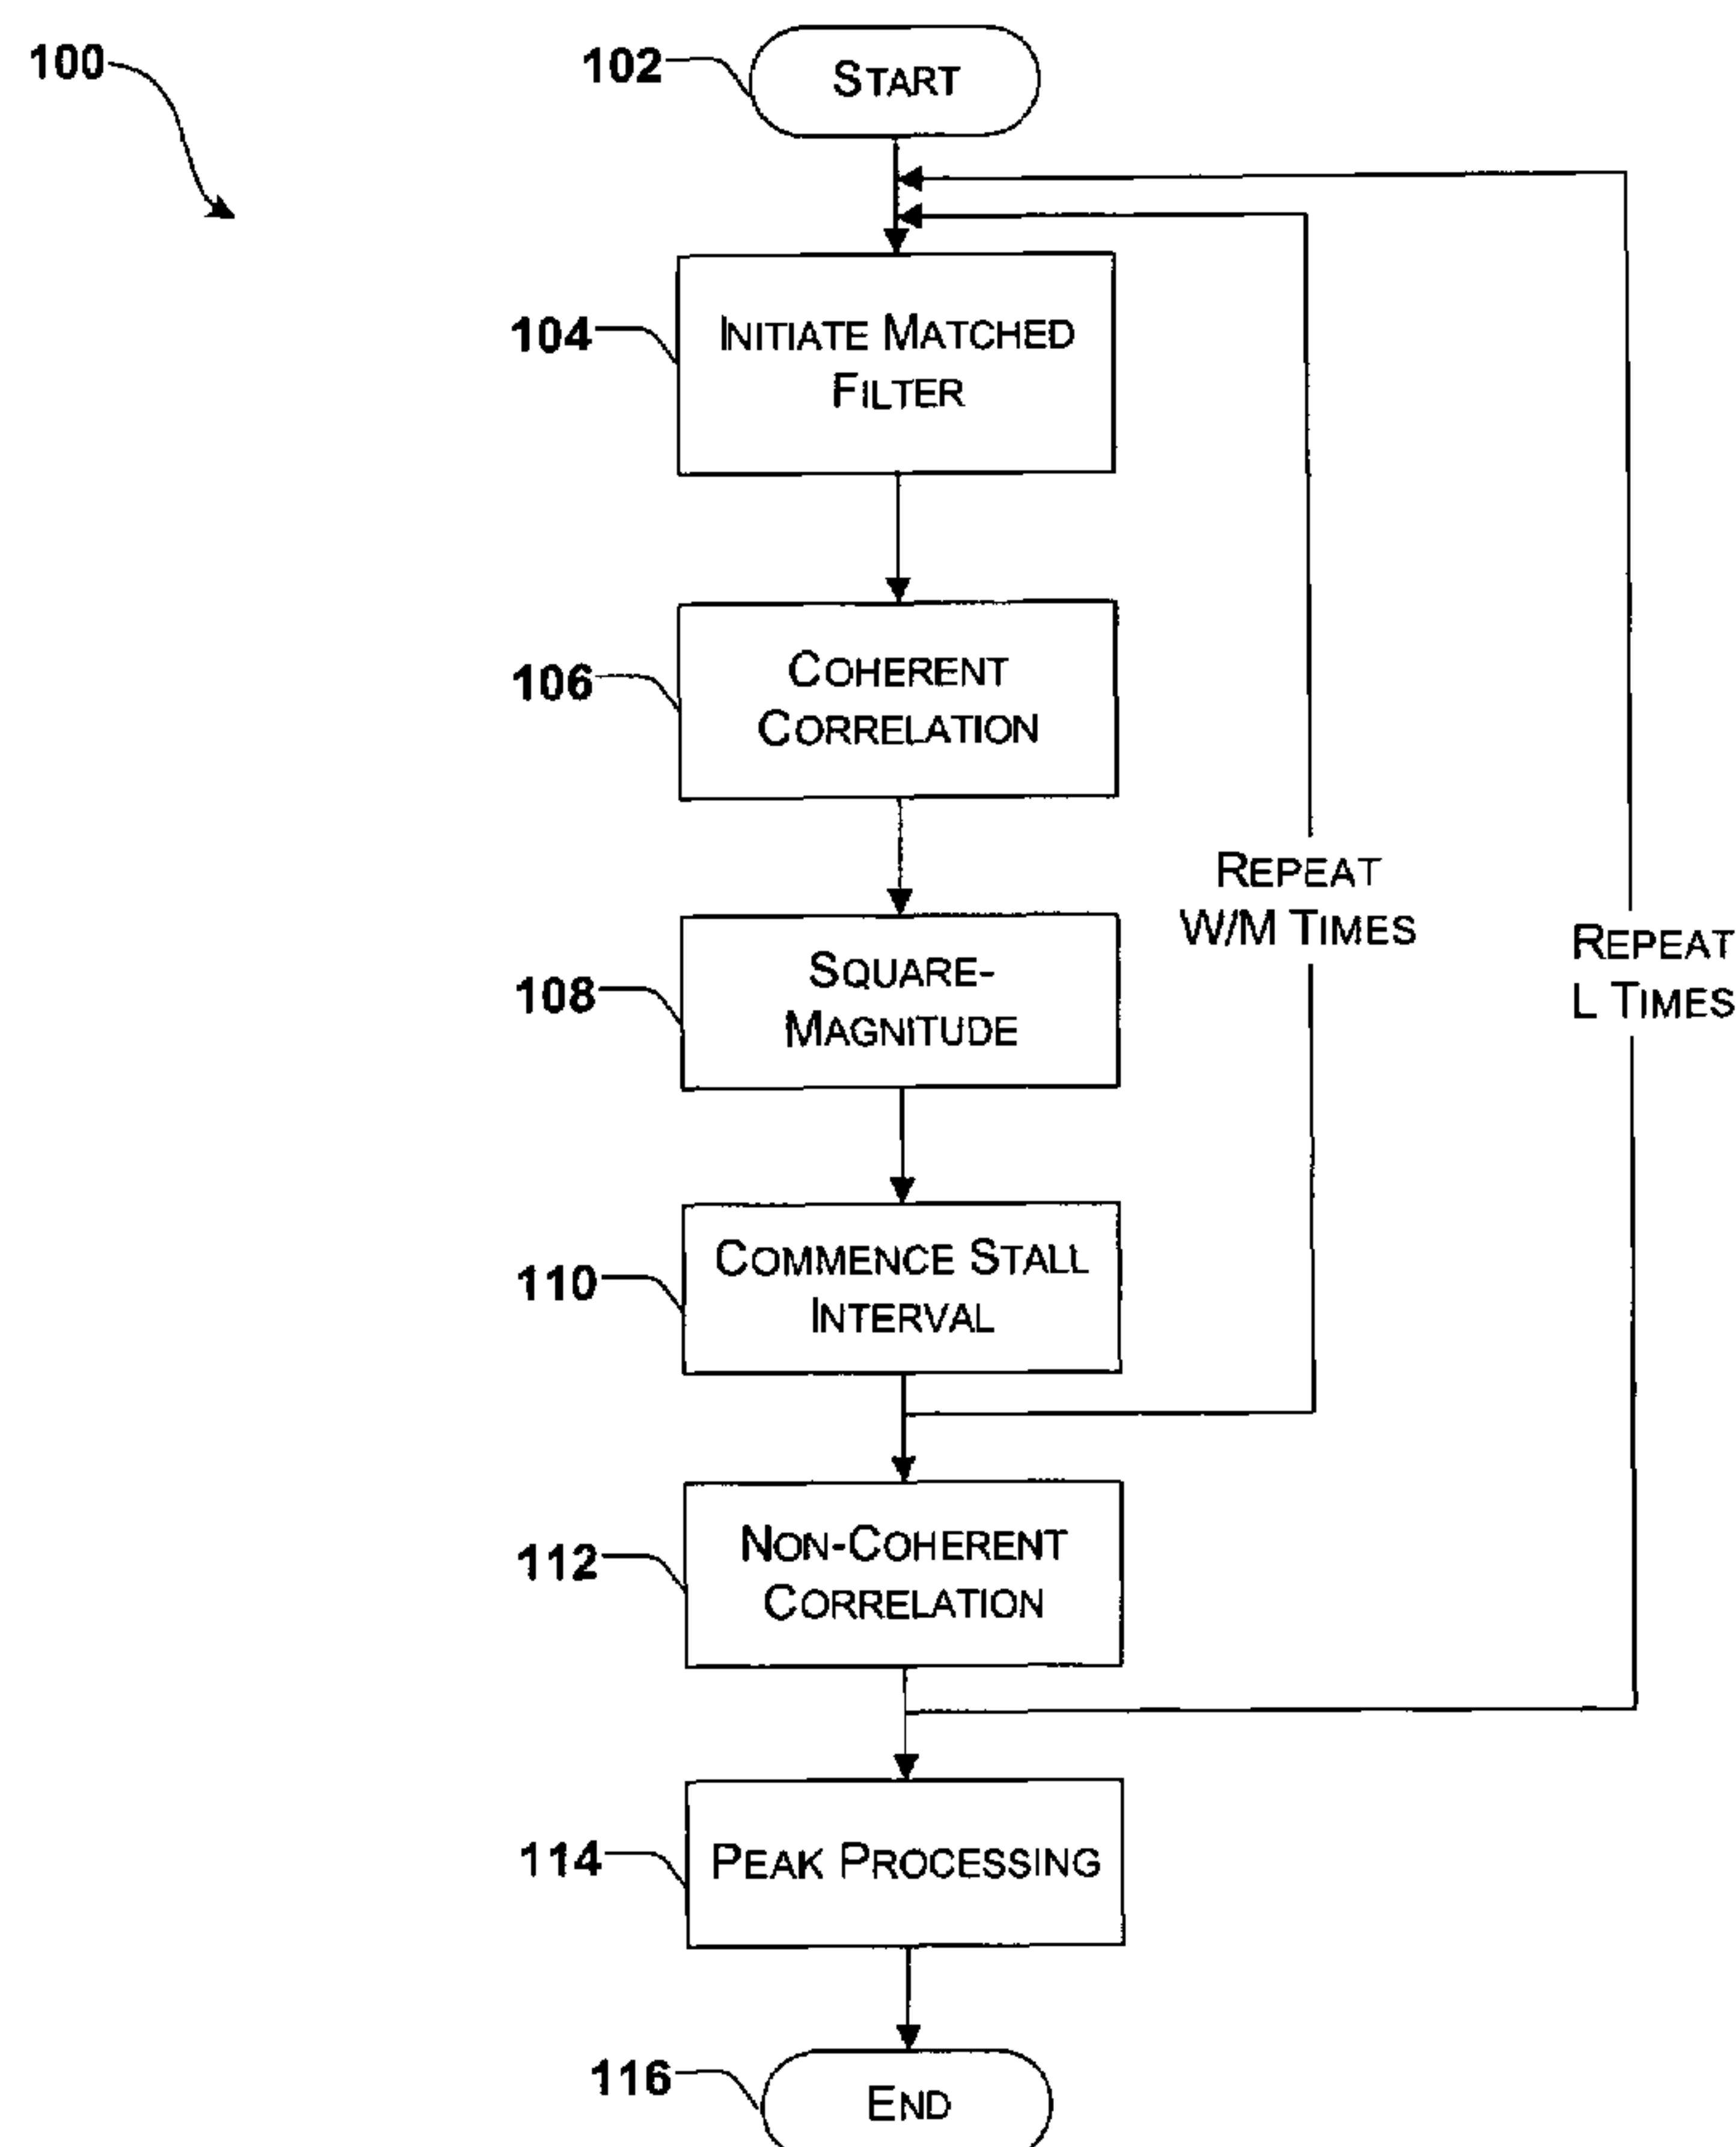 100
102
START
104
INITIATE MATCHED
FILTER
106
COHERENT
CORRELATION
108
SQUARE-
MAGNITUDE
REPEAT
W/M TIMES
REPEAT
L TIMES
110
COMMENCE STALL
INTERVAL
112
NON-COHERENT
CORRELATION
114
PEAK PROCESSING
116
END